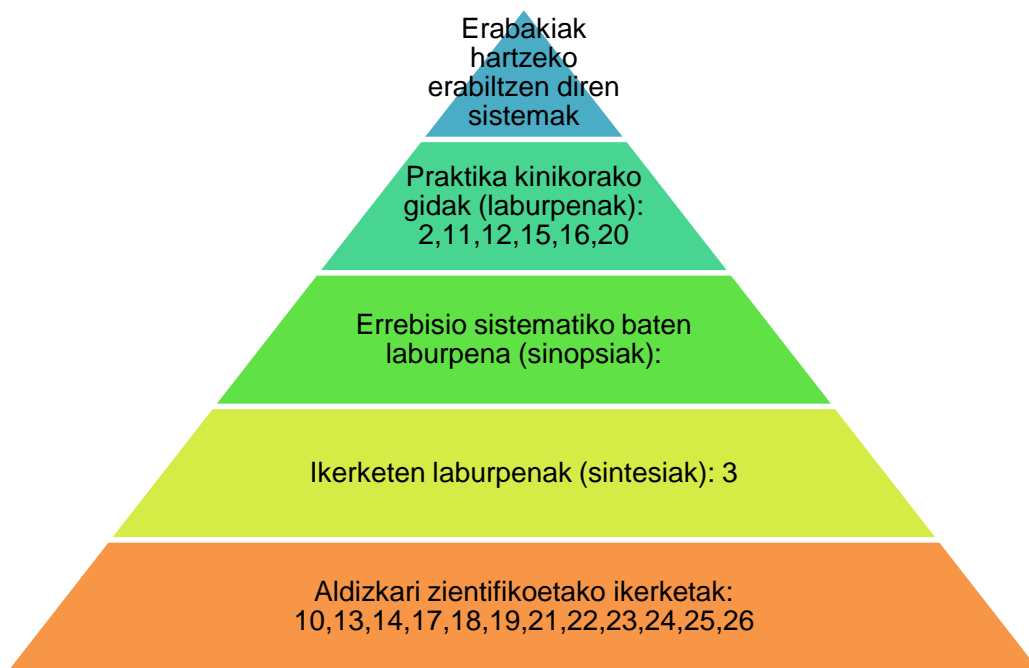 Erabakiak
hartzeko
erabiltzen diren
sistemak
Praktika kinikorako
gidak (laburpenak):
2,11,12,15,16,20
Errebisio sistematiko baten
laburpena (sinopsiak):
Ikerketen laburpenak (sintesiak): 3
Aldizkari zientifikoetako ikerketak:
10,13,14,17,18,19,21,22,23,24,25,26